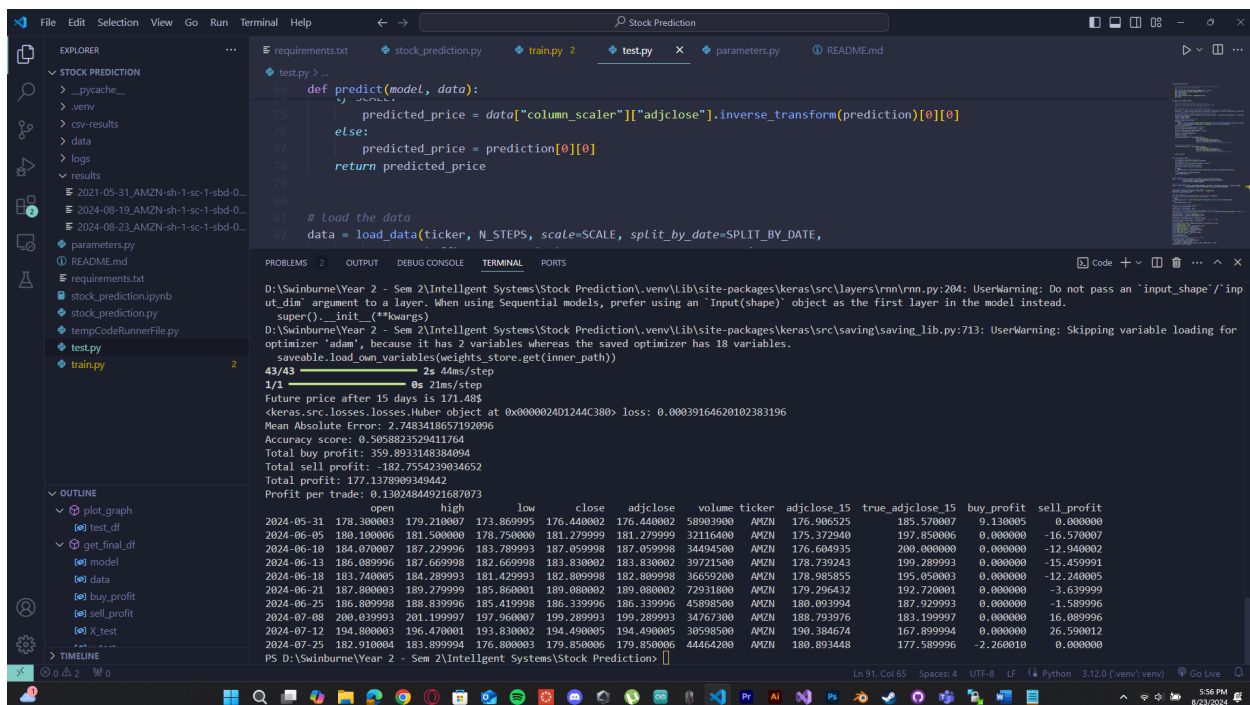 File Edit Selection View Go Run Terminal Help
Stock Prediction
EXPLORER
requirements.txt stock_prediction.py train.py 2 test.py parameters.py README.md
STOCK PREDICTION
__pycache__
.venv
csv-results
data
logs
results
2021-05-31_AMZN-sh-1-sc-1-sbd-0...
2024-08-19_AMZN-sh-1-sc-1-sbd-0...
2024-08-23_AMZN-sh-1-sc-1-sbd-0...
parameters.py
README.md
requirements.txt
stock_prediction.ipynb
stock_prediction.py
tempCodeRunnerFile.py
test.py
train.py 2
OUTLINE
plot_graph
test_df
get_final_df
model
data
buy_profit
sell_profit
X_test
TIMELINE
test.py > ...
66 def predict(model, data):
if SCALE:
75 predicted_price = data["column_scaler"]["adjclose"].inverse_transform(prediction)[0][0]
76 else:
77 predicted_price = prediction[0][0]
78 return predicted_price
79
80
81 # load the data
82 data = load_data(ticker, N_STEPS, scale=SCALE, split_by_date=SPLIT_BY_DATE,
PROBLEMS 2 OUTPUT DEBUG CONSOLE TERMINAL PORTS
Code
D:\Swinburne\Year 2 - Sem 2\Intellgent Systems\Stock Prediction\.venv\Lib\site-packages\keras\src\layers\rnn\rnn.py:204: UserWarning: Do not pass an `input_shape`/`inp
ut_dim` argument to a layer. When using Sequential models, prefer using an `Input(shape)` object as the first layer in the model instead.
super().__init__(**kwargs)
D:\Swinburne\Year 2 - Sem 2\Intellgent Systems\Stock Prediction\.venv\Lib\site-packages\keras\src\saving\saving_lib.py:713: UserWarning: Skipping variable loading for
optimizer 'adam', because it has 2 variables whereas the saved optimizer has 18 variables.
saveable.load_own_variables(weights_store.get(inner_path))
43/43 2s 44ms/step
1/1 0s 21ms/step
Future price after 15 days is 171.48$
<keras.src.losses.losses.Huber object at 0x0000024D1244C380> loss: 0.00039164620102383196
Mean Absolute Error: 2.7483418657192096
Accuracy score: 0.5058823529411764
Total buy profit: 359.8933148384094
Total sell profit: -182.7554239034652
Total profit: 177.1378909349442
Profit per trade: 0.13024844921687073
open high low close adjclose volume ticker adjclose_15 true_adjclose_15 buy_profit sell_profit
2024-05-31 178.300003 179.210007 173.869995 176.440002 176.440002 58903900 AMZN 176.906525 185.570007 9.130005 0.000000
2024-06-05 180.100006 181.500000 178.750000 181.279999 181.279999 32116400 AMZN 175.372940 197.850006 0.000000 -16.570007
2024-06-10 184.070007 187.229996 183.789993 187.059998 187.059998 34494500 AMZN 176.604935 200.000000 0.000000 -12.940002
2024-06-13 186.089996 187.669998 182.669998 183.830002 183.830002 39721500 AMZN 178.739243 199.289993 0.000000 -15.459991
2024-06-18 183.740005 184.289993 181.429993 182.809998 182.809998 36659200 AMZN 178.985855 195.050003 0.000000 -12.240005
2024-06-21 187.800003 189.279999 185.860001 189.080002 189.080002 72931800 AMZN 179.296432 192.720001 0.000000 -3.639999
2024-06-25 186.809998 188.839996 185.419998 186.339996 186.339996 45898500 AMZN 180.093994 187.929993 0.000000 -1.589996
2024-07-08 200.039993 201.199997 197.960007 199.289993 199.289993 34767300 AMZN 188.793976 183.199997 0.000000 16.089996
2024-07-12 194.800003 196.470001 193.830002 194.490005 194.490005 30598500 AMZN 190.384674 167.899994 0.000000 26.590012
2024-07-25 182.910004 183.899994 176.800003 179.850006 179.850006 44464200 AMZN 180.893448 177.589996 -2.260010 0.000000
PS D:\Swinburne\Year 2 - Sem 2\Intellgent Systems\Stock Prediction>
0 2 0 Ln 91, Col 65 Spaces: 4 UTF-8 LF Python 3.12.0 ('.venv': venv) Go Live
5:56 PM
8/23/2024